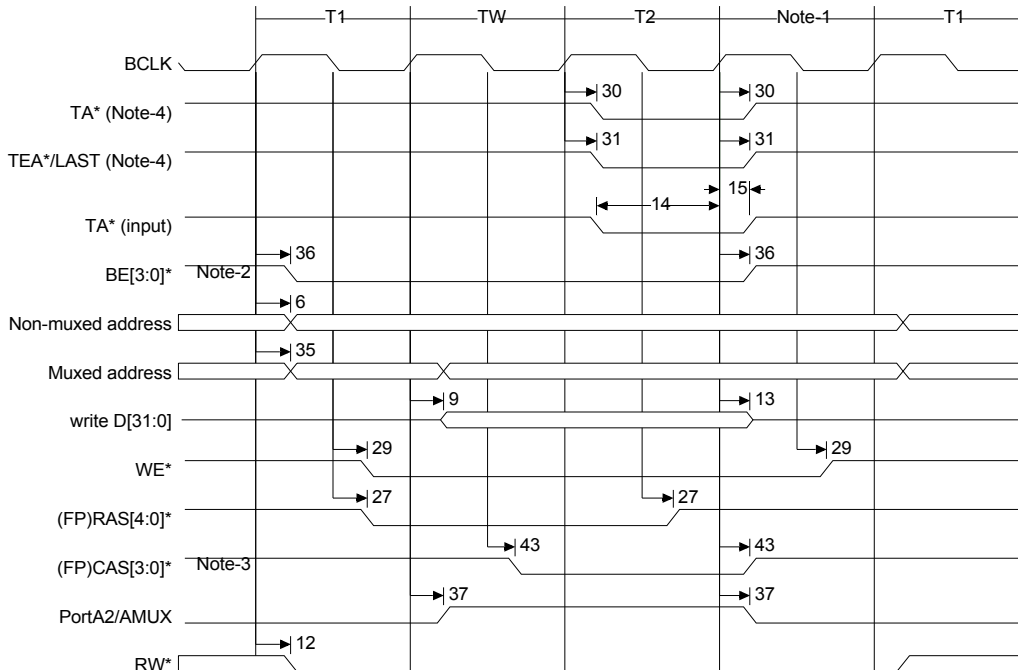 T1 TW T2 Note-1 T1
BCLK
30 30
TA* (Note-4)
31 31
TEA*/LAST (Note-4)
15
14
TA* (input)
36 36
BE[3:0]* Note-2
6
Non-muxed address
35
Muxed address
9 13
write D[31:0]
29 29
WE*
27 27
(FP)RAS[4:0]*
43 43
(FP)CAS[3:0]* Note-3
37 37
PortA2/AMUX
12
RW*